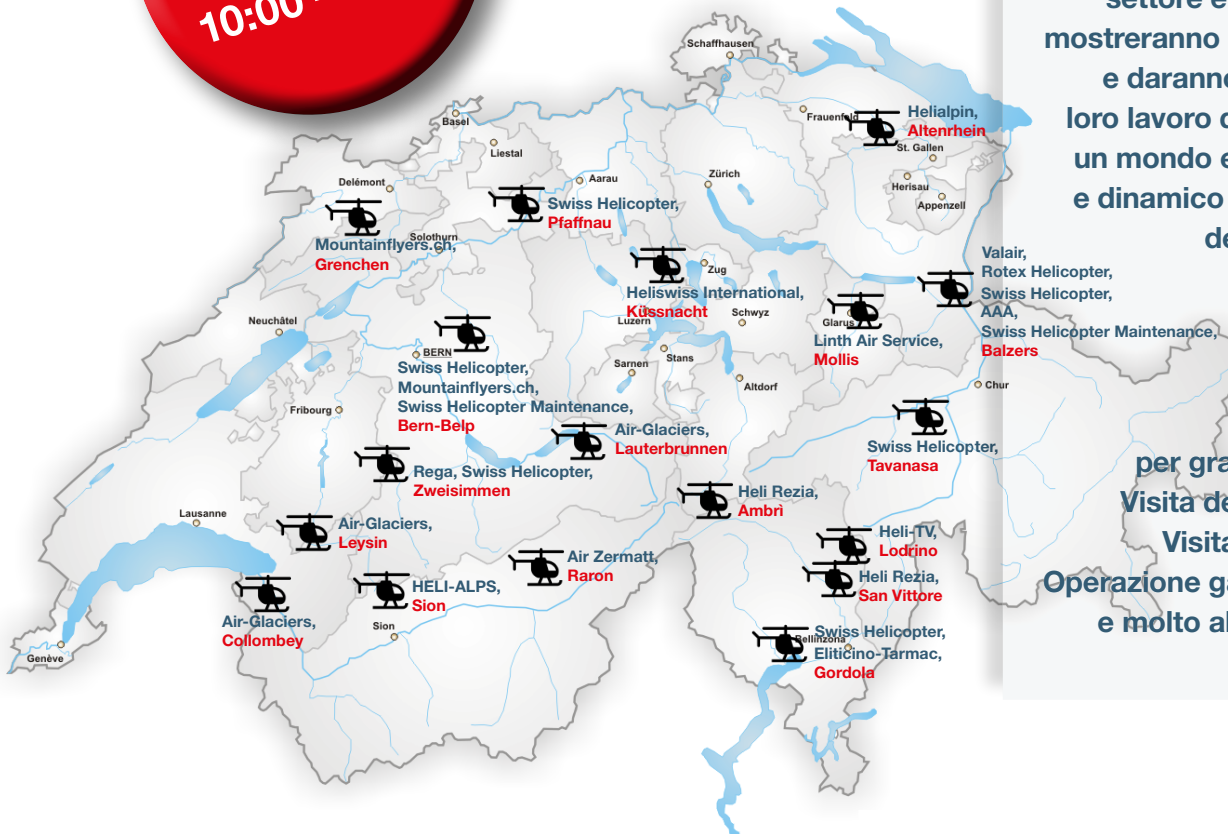 10:00
Schaffhausen
Basel
Liestal
Frauenfeld
Helialpin,
Altenrhein
St. Gallen
Herisau
Appenzell
Delémont
Aarau
Zürich
Swiss Helicopter,
Pfaffnau
Solothurn
Mountainflyers.ch,
Grenchen
Zug
Heliswiss International,
Küssnacht
Luzern
Schwyz
Glarus
Linth Air Service,
Mollis
Valair,
Rotex Helicopter,
Swiss Helicopter,
AAA,
Swiss Helicopter Maintenance,
Balzers
Neuchâtel
BERN
Swiss Helicopter,
Mountainflyers.ch,
Swiss Helicopter Maintenance,
Bern-Belp
Sarnen
Stans
Altdorf
Chur
Fribourg
Air-Glaciers,
Lauterbrunnen
Swiss Helicopter,
Tavanasa
Rega, Swiss Helicopter,
Zweisimmen
Heli Rezia,
Ambrì
Lausanne
Air-Glaciers,
Leysin
Heli-TV,
Lodrino
Air Zermatt,
Raron
Heli Rezia,
San Vittore
HELI-ALPS,
Sion
Sion
Air-Glaciers,
Collombey
Genève
Bellinzona
Swiss Helicopter,
Eliticino-Tarmac,
Gordola
settore e
mostreranno
e darann
loro lavoro
un mondo e
e dinamico
de
per gra
Visita de
Visita
Operazione ga
e molto al